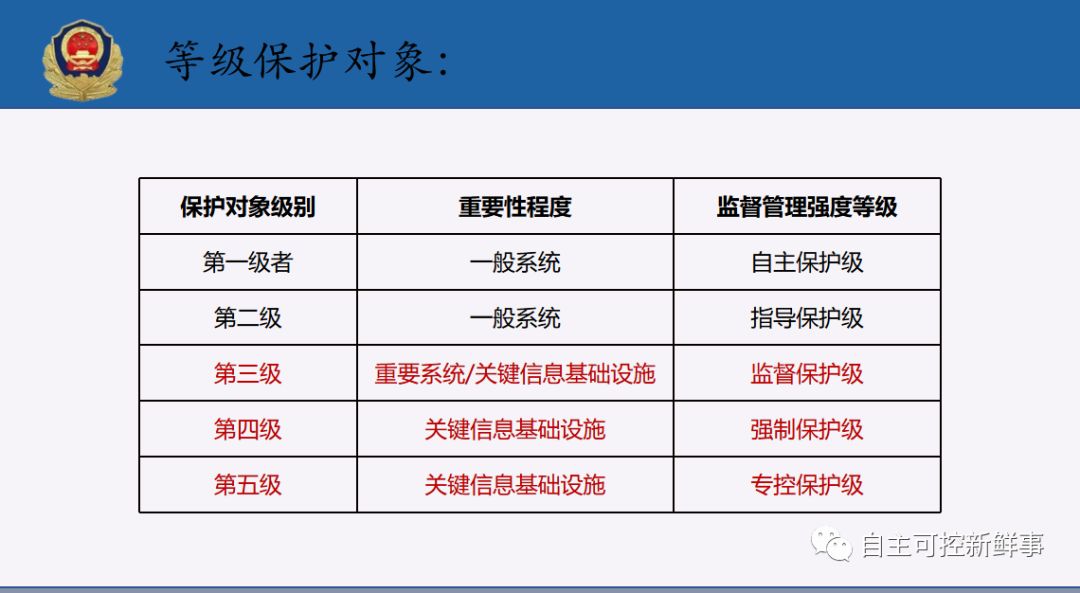 等级保护对象：
保护对象级别 重要性程度 监督管理强度等级
第一级者 一般系统 自主保护级
第二级 一般系统 指导保护级
第三级 重要系统/关键信息基础设施 监督保护级
第四级 关键信息基础设施 强制保护级
第五级 关键信息基础设施 专控保护级
自主可控新鲜事